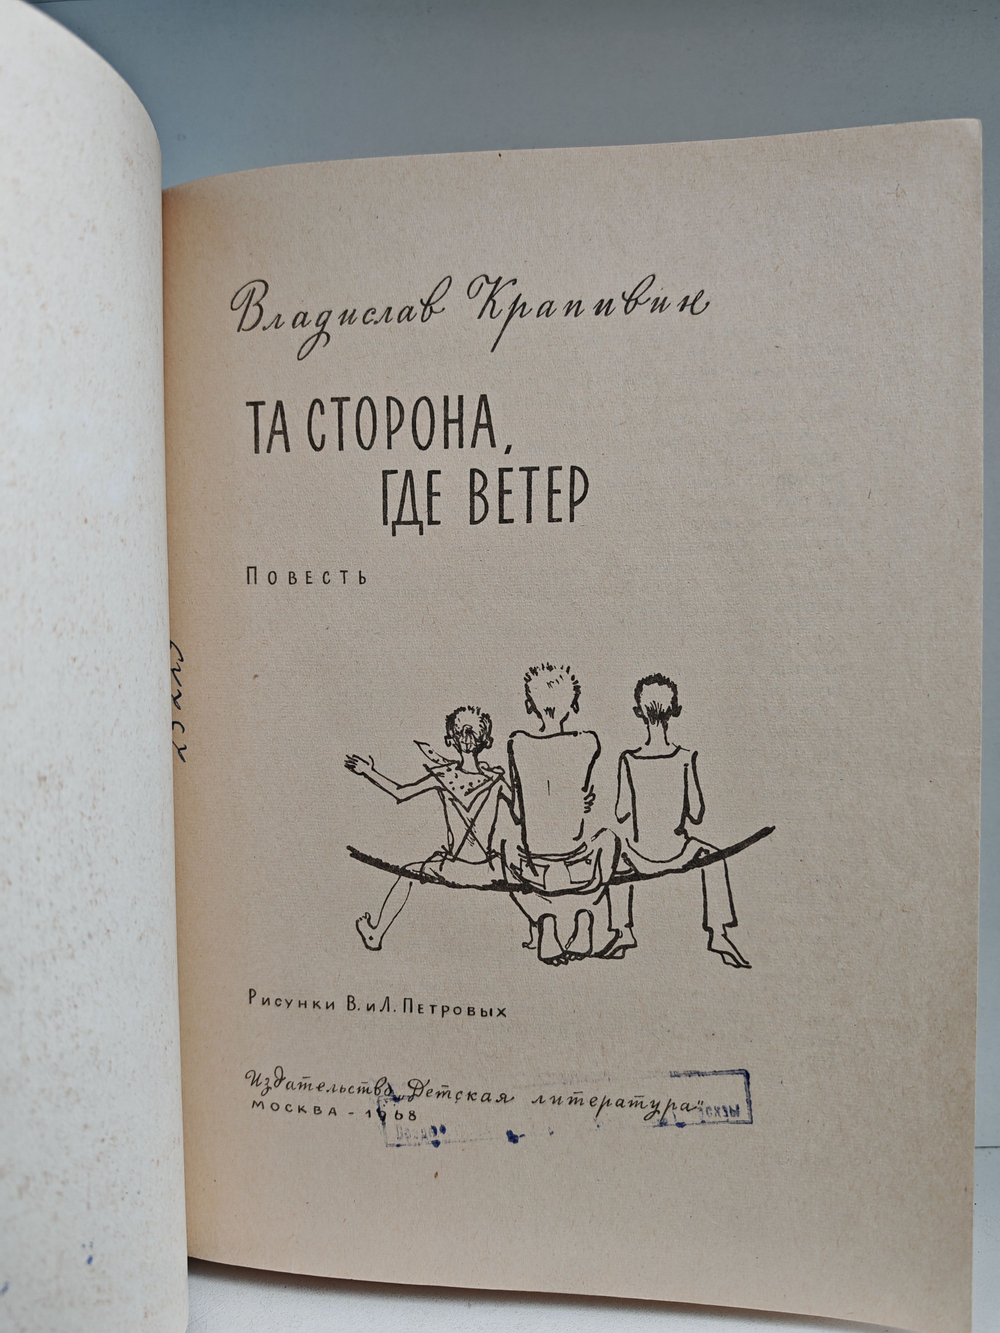 Владислав Крапивин
ТА СТОРОНА,
ГДЕ ВЕТЕР
Повесть
Рисунки В. и Л. Петровых
Издательство „Детская литература“
МОСКВА - 1968